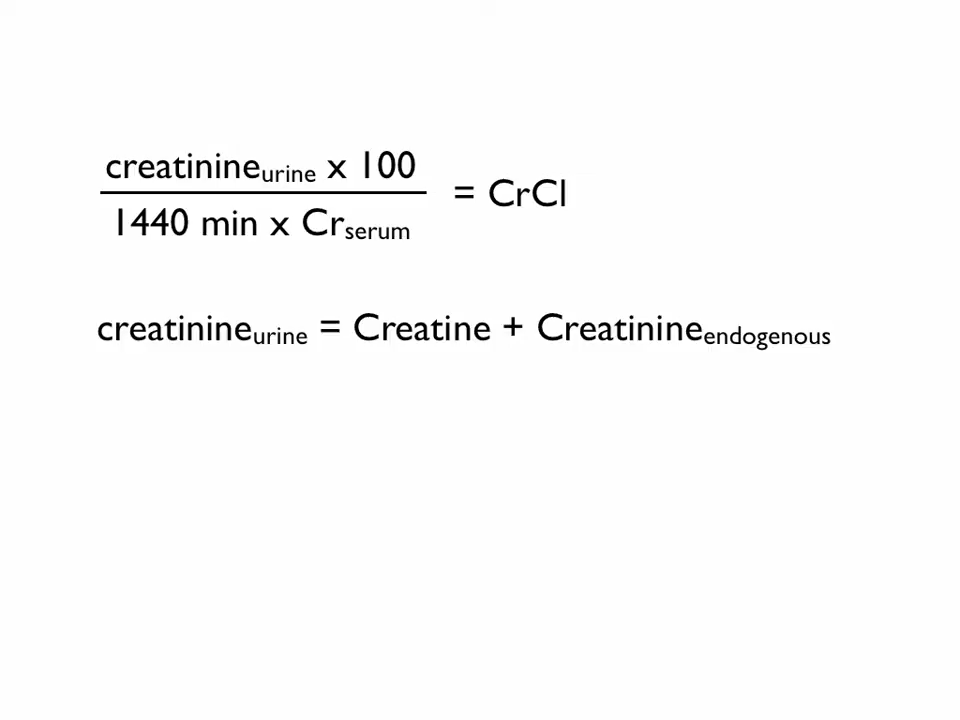 creatinineurine x 100
= CrCl
1440 min x Crserum
creatinineurine = Creatine + Creatinineendogenous